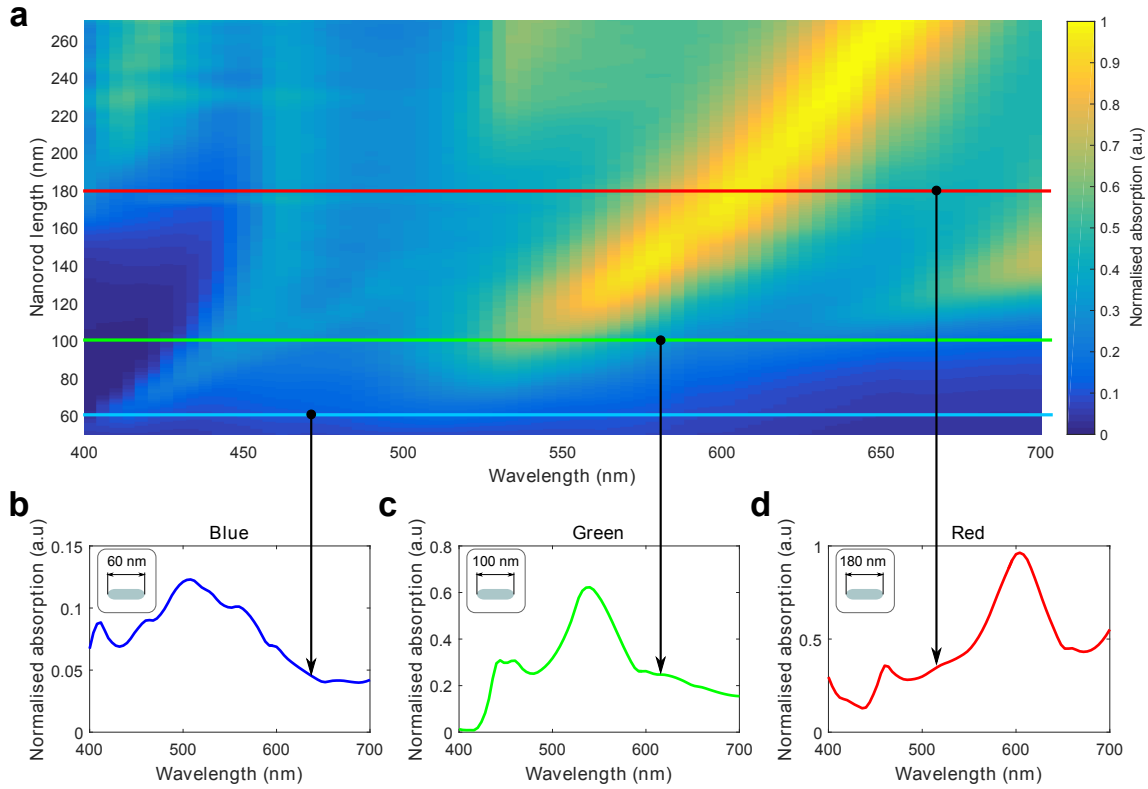 a
260
240
220
200
180
160
140
120
100
80
60
Nanorod length (nm)
400 450 500 550 600 650 700
Wavelength (nm)
1
0.9
0.8
0.7
0.6
0.5
0.4
0.3
0.2
0.1
0
Normalised absorption (a.u)
b
Blue
60 nm
0.15
0.1
0.05
0
Normalised absorption (a.u)
400 500 600 700
Wavelength (nm)
c
Green
100 nm
0.8
0.6
0.4
0.2
0
Normalised absorption (a.u)
400 500 600 700
Wavelength (nm)
d
Red
180 nm
1
0.5
0
Normalised absorption (a.u)
400 500 600 700
Wavelength (nm)